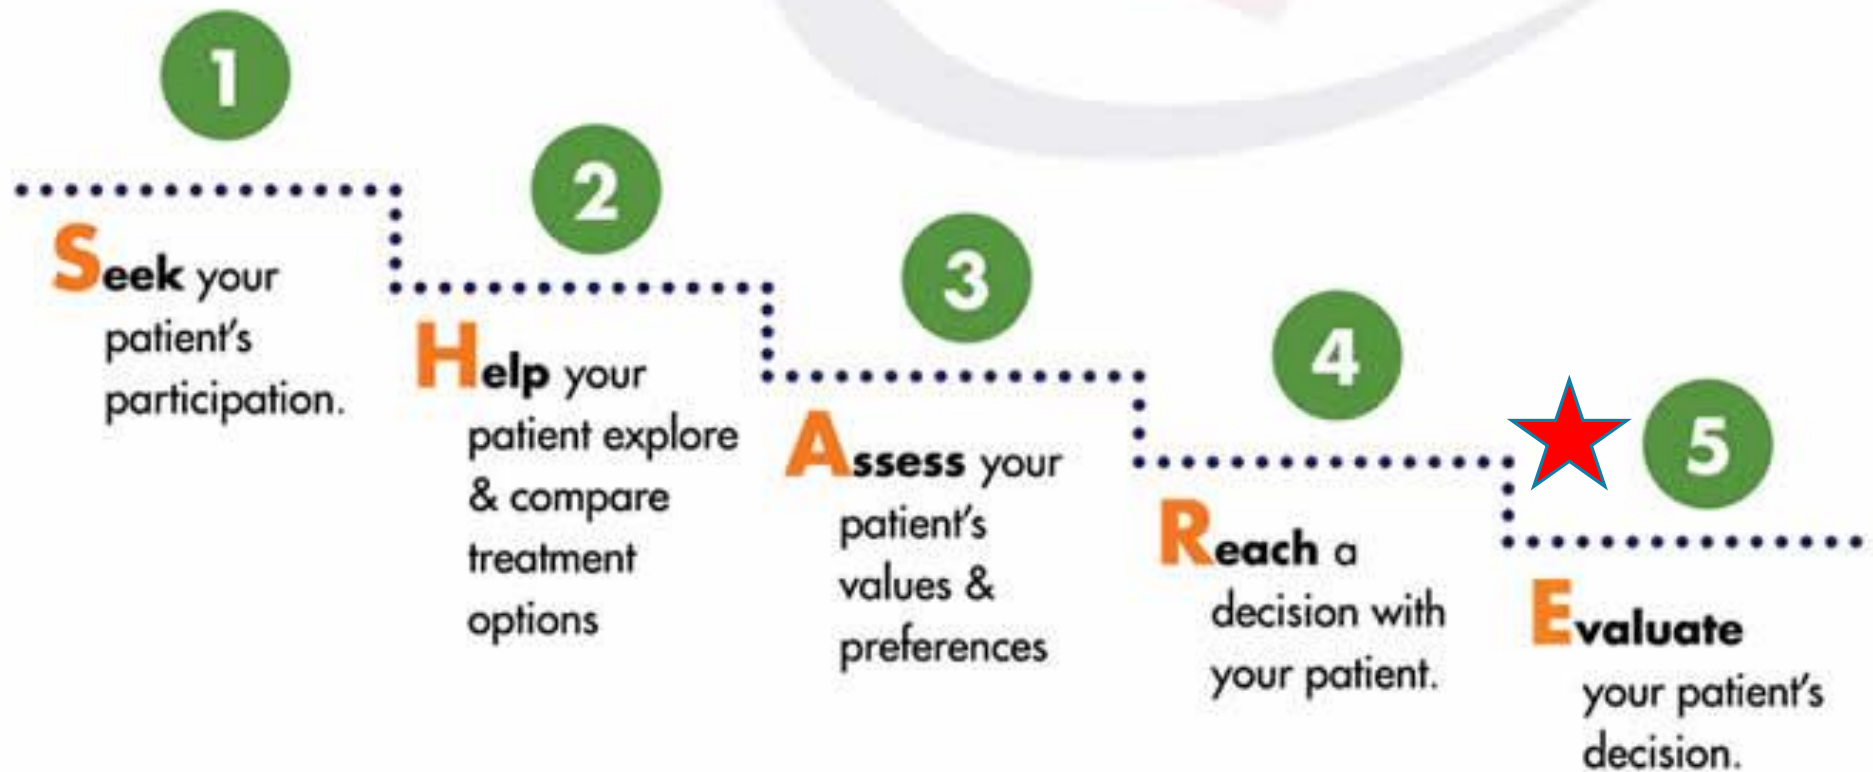 1
Seek your
patient's
participation.
2
Help your
patient explore
& compare
treatment
options
3
Assess your
patient's
values &
preferences
4
Reach a
decision with
your patient.
5
Evaluate
your patient's
decision.